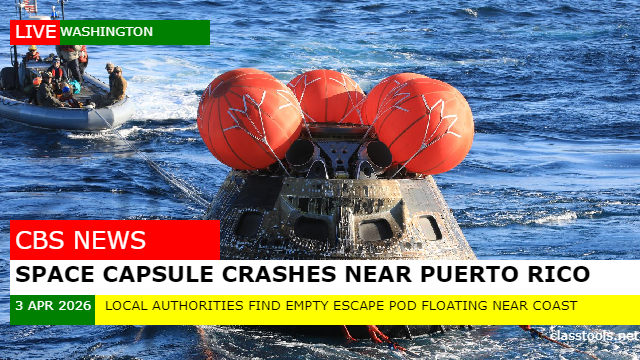 LIVE WASHINGTON
CBS NEWS
SPACE CAPSULE CRASHES NEAR PUERTO RICO
3 APR 2026 LOCAL AUTHORITIES FIND EMPTY ESCAPE POD FLOATING NEAR COAST
classtools.net